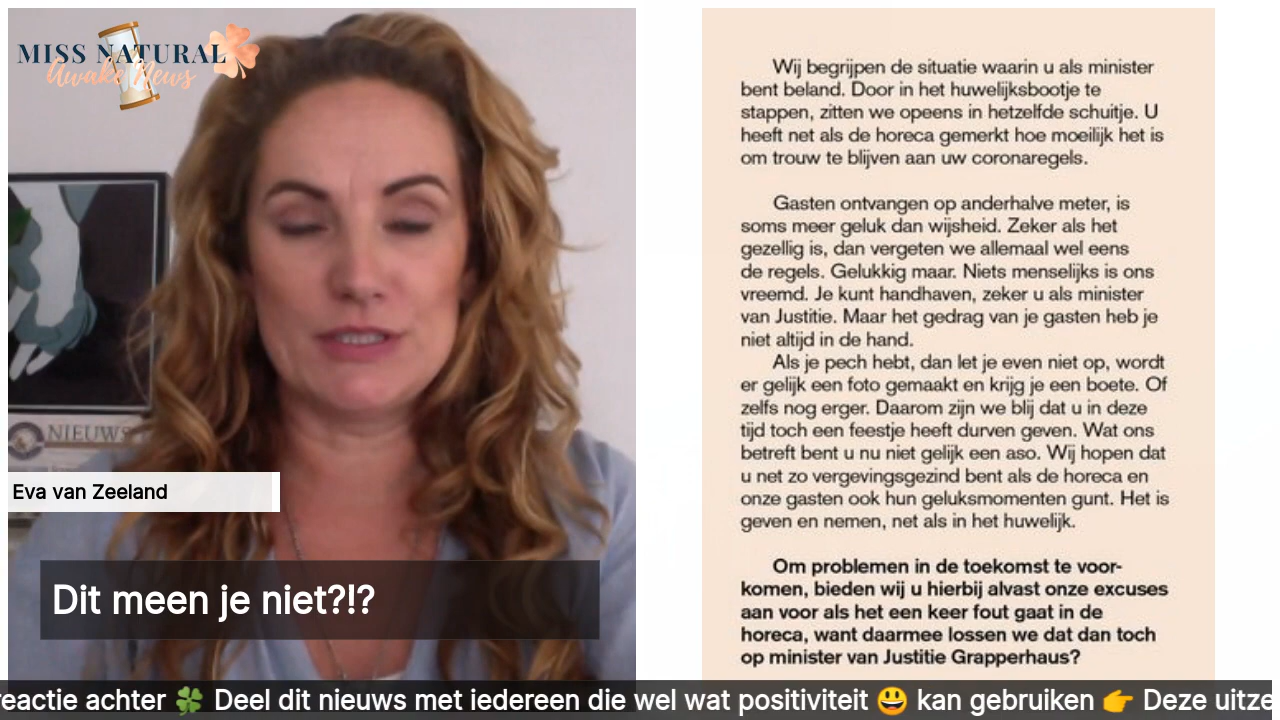 MISS NATURAL
Awake News
NIEUWS
Eva van Zeeland
Dit meen je niet?!?
Wij begrijpen de situatie waarin u als minister
bent beland. Door in het huwelijksbootje te
stappen, zitten we opeens in hetzelfde schuitje. U
heeft net als de horeca gemerkt hoe moeilijk het is
om trouw te blijven aan uw coronaregels.
Gasten ontvangen op anderhalve meter, is
soms meer geluk dan wijsheid. Zeker als het
gezellig is, dan vergeten we allemaal wel eens
de regels. Gelukkig maar. Niets menselijks is ons
vreemd. Je kunt handhaven, zeker u als minister
van Justitie. Maar het gedrag van je gasten heb je
niet altijd in de hand.
Als je pech hebt, dan let je even niet op, wordt
er gelijk een foto gemaakt en krijg je een boete. Of
zelfs nog erger. Daarom zijn we blij dat u in deze
tijd toch een feestje heeft durven geven. Wat ons
betreft bent u nu niet gelijk een aso. Wij hopen dat
u net zo vergevingsgezind bent als de horeca en
onze gasten ook hun geluksmomenten gunt. Het is
geven en nemen, net als in het huwelijk.
Om problemen in de toekomst te voor-
komen, bieden wij u hierbij alvast onze excuses
aan voor als het een keer fout gaat in de
horeca, want daarmee lossen we dat dan toch
op minister van Justitie Grapperhaus?
reactie achter 🍀 Deel dit nieuws met iedereen die wel wat positiviteit 😃 kan gebruiken 👉 Deze uitze